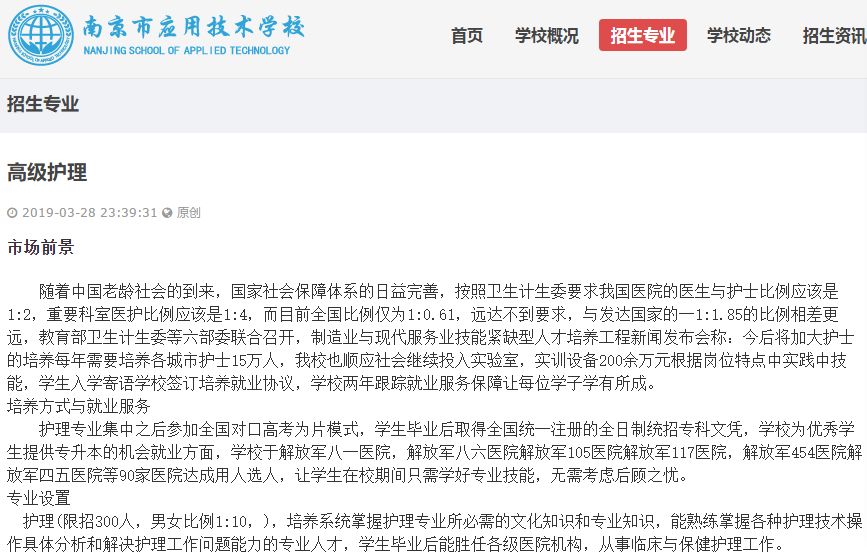 南京市应用技术学校
NANJING SCHOOL OF APPLIED TECHNOLOGY
首页 学校概况 招生专业 学校动态 招生资讯
招生专业
高级护理
2019-03-28 23:39:31 原创
市场前景
随着中国老龄社会的到来，国家社会保障体系的日益完善，按照卫生计生委要求我国医院的医生与护士比例应该是
1:2，重要科室医护比例应该是1:4，而目前全国比例仅为1:0.61，远达不到要求，与发达国家的一1:1.85的比例相差更
远，教育部卫生计生委等六部委联合召开，制造业与现代服务业技能紧缺型人才培养工程新闻发布会称：今后将加大护士
的培养每年需要培养各城市护士15万人，我校也顺应社会继续投入实验室，实训设备200余万元根据岗位特点中实践中技
能，学生入学寄语学校签订培养就业协议，学校两年跟踪就业服务保障让每位学子学有所成。
培养方式与就业服务
护理专业集中之后参加全国对口高考为片模式，学生毕业后取得全国统一注册的全日制统招专科文凭，学校为优秀学
生提供专升本的机会就业方面，学校于解放军八一医院，解放军八六医院解放军105医院解放军117医院，解放军454医院解
放军四五医院等90家医院达成用人选人，让学生在校期间只需学好专业技能，无需考虑后顾之忧。
专业设置
护理(限招300人，男女比例1:10，)，培养系统掌握护理专业所必需的文化知识和专业知识，能熟练掌握各种护理技术操
作具体分析和解决护理工作问题能力的专业人才，学生毕业后能胜任各级医院机构，从事临床与保健护理工作。